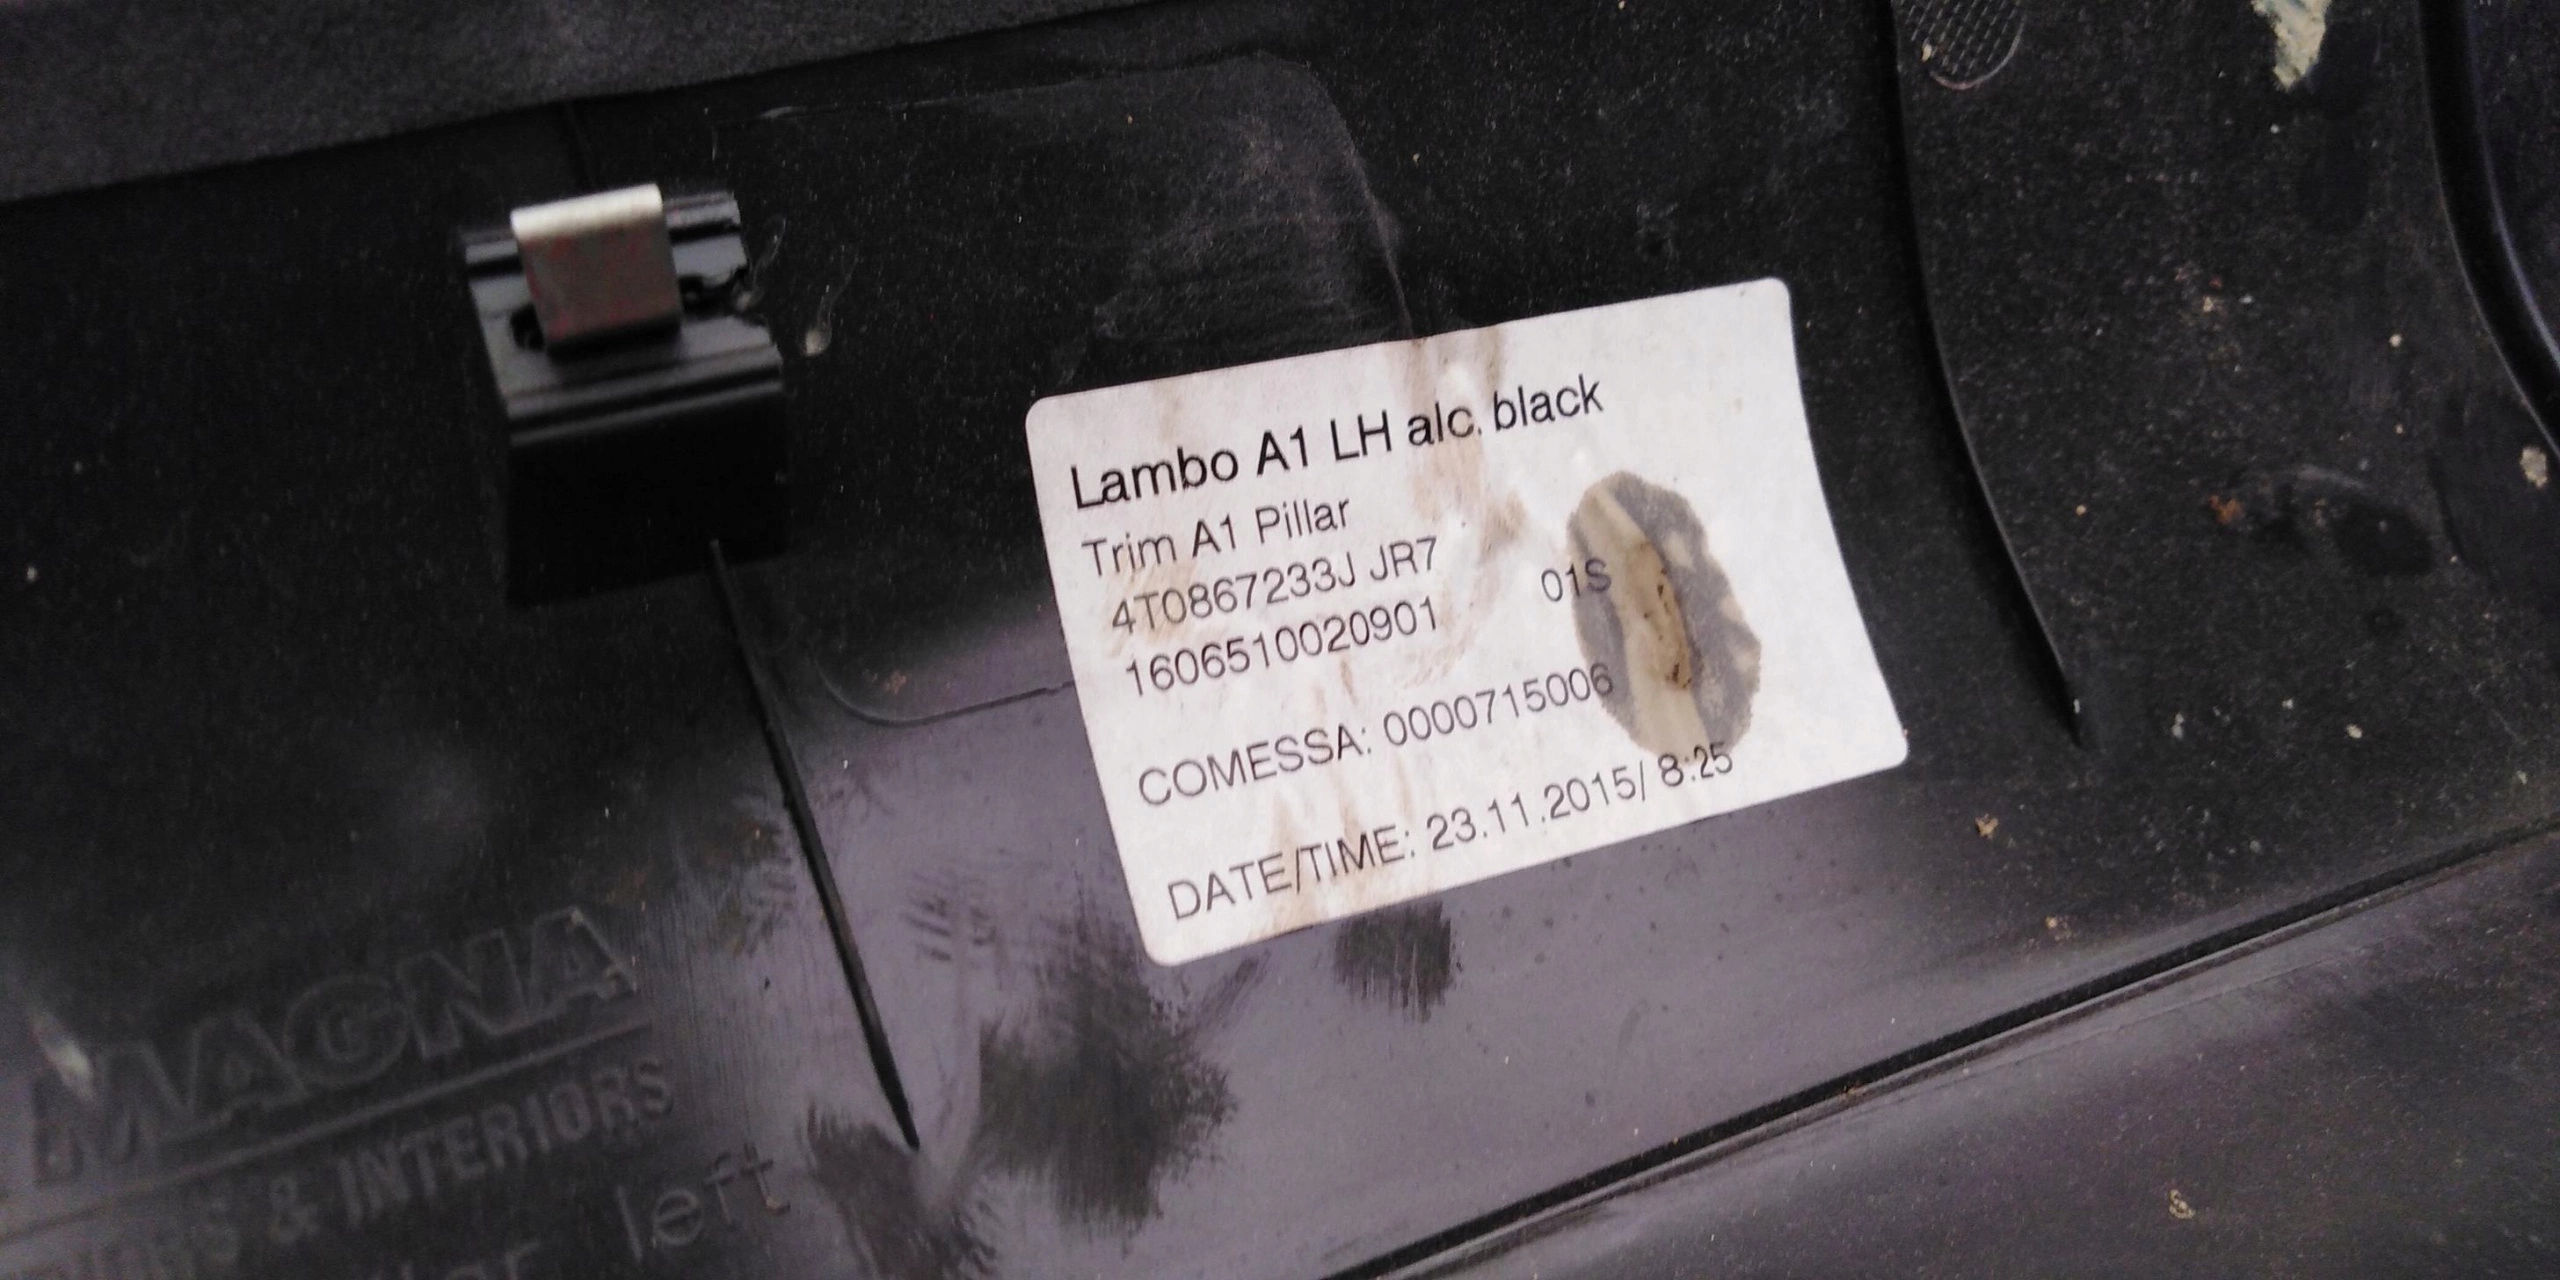 Lambo A1 LH alc. black
Trim A1 Pillar
4T0867233J JR7
1606510020901 01S
COMESSA: 0000715006
DATE/TIME: 23.11.2015/ 8:25
MAGNA
& INTERIORS
left